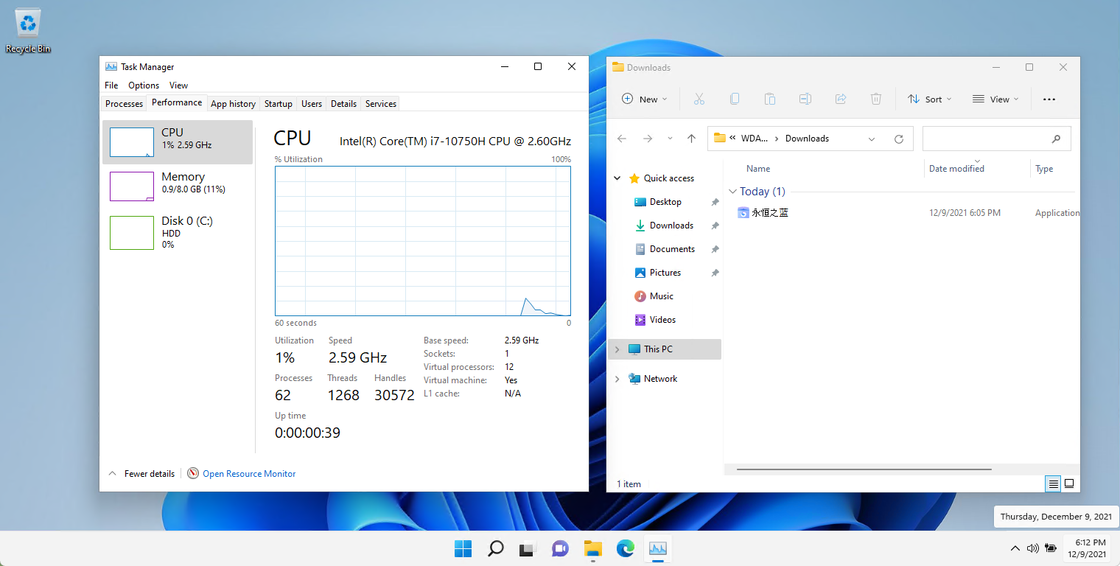 Recycle Bin
Task Manager
File Options View
Processes Performance App history Startup Users Details Services
CPU
1% 2.59 GHz
Memory
0.9/8.0 GB (11%)
Disk 0 (C:)
HDD
0%
CPU Intel(R) Core(TM) i7-10750H CPU @ 2.60GHz
% Utilization 100%
60 seconds 0
Utilization Speed
1% 2.59 GHz
Processes Threads Handles
62 1268 30572
Up time
0:00:00:39
Base speed: 2.59 GHz
Sockets: 1
Virtual processors: 12
Virtual machine: Yes
L1 cache: N/A
Fewer details Open Resource Monitor
Downloads
New Sort View
« WDA... › Downloads
Quick access
Desktop
Downloads
Documents
Pictures
Music
Videos
This PC
Network
Name Date modified Type
Today (1)
永恒之蓝 12/9/2021 6:05 PM Application
1 item
Thursday, December 9, 2021
6:12 PM
12/9/2021